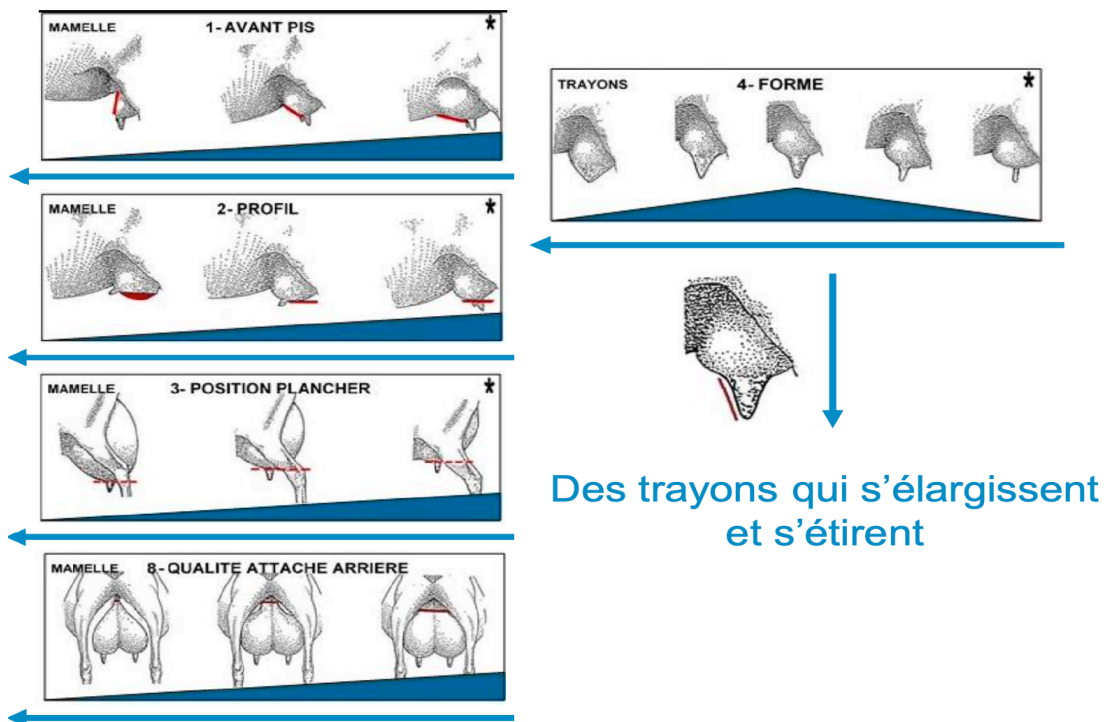 MAMELLE 1- AVANT PIS *
MAMELLE 2- PROFIL *
MAMELLE 3- POSITION PLANCHER *
MAMELLE 8- QUALITE ATTACHE ARRIERE
TRAYONS 4- FORME *
Des trayons qui s’élargissent
et s’étirent